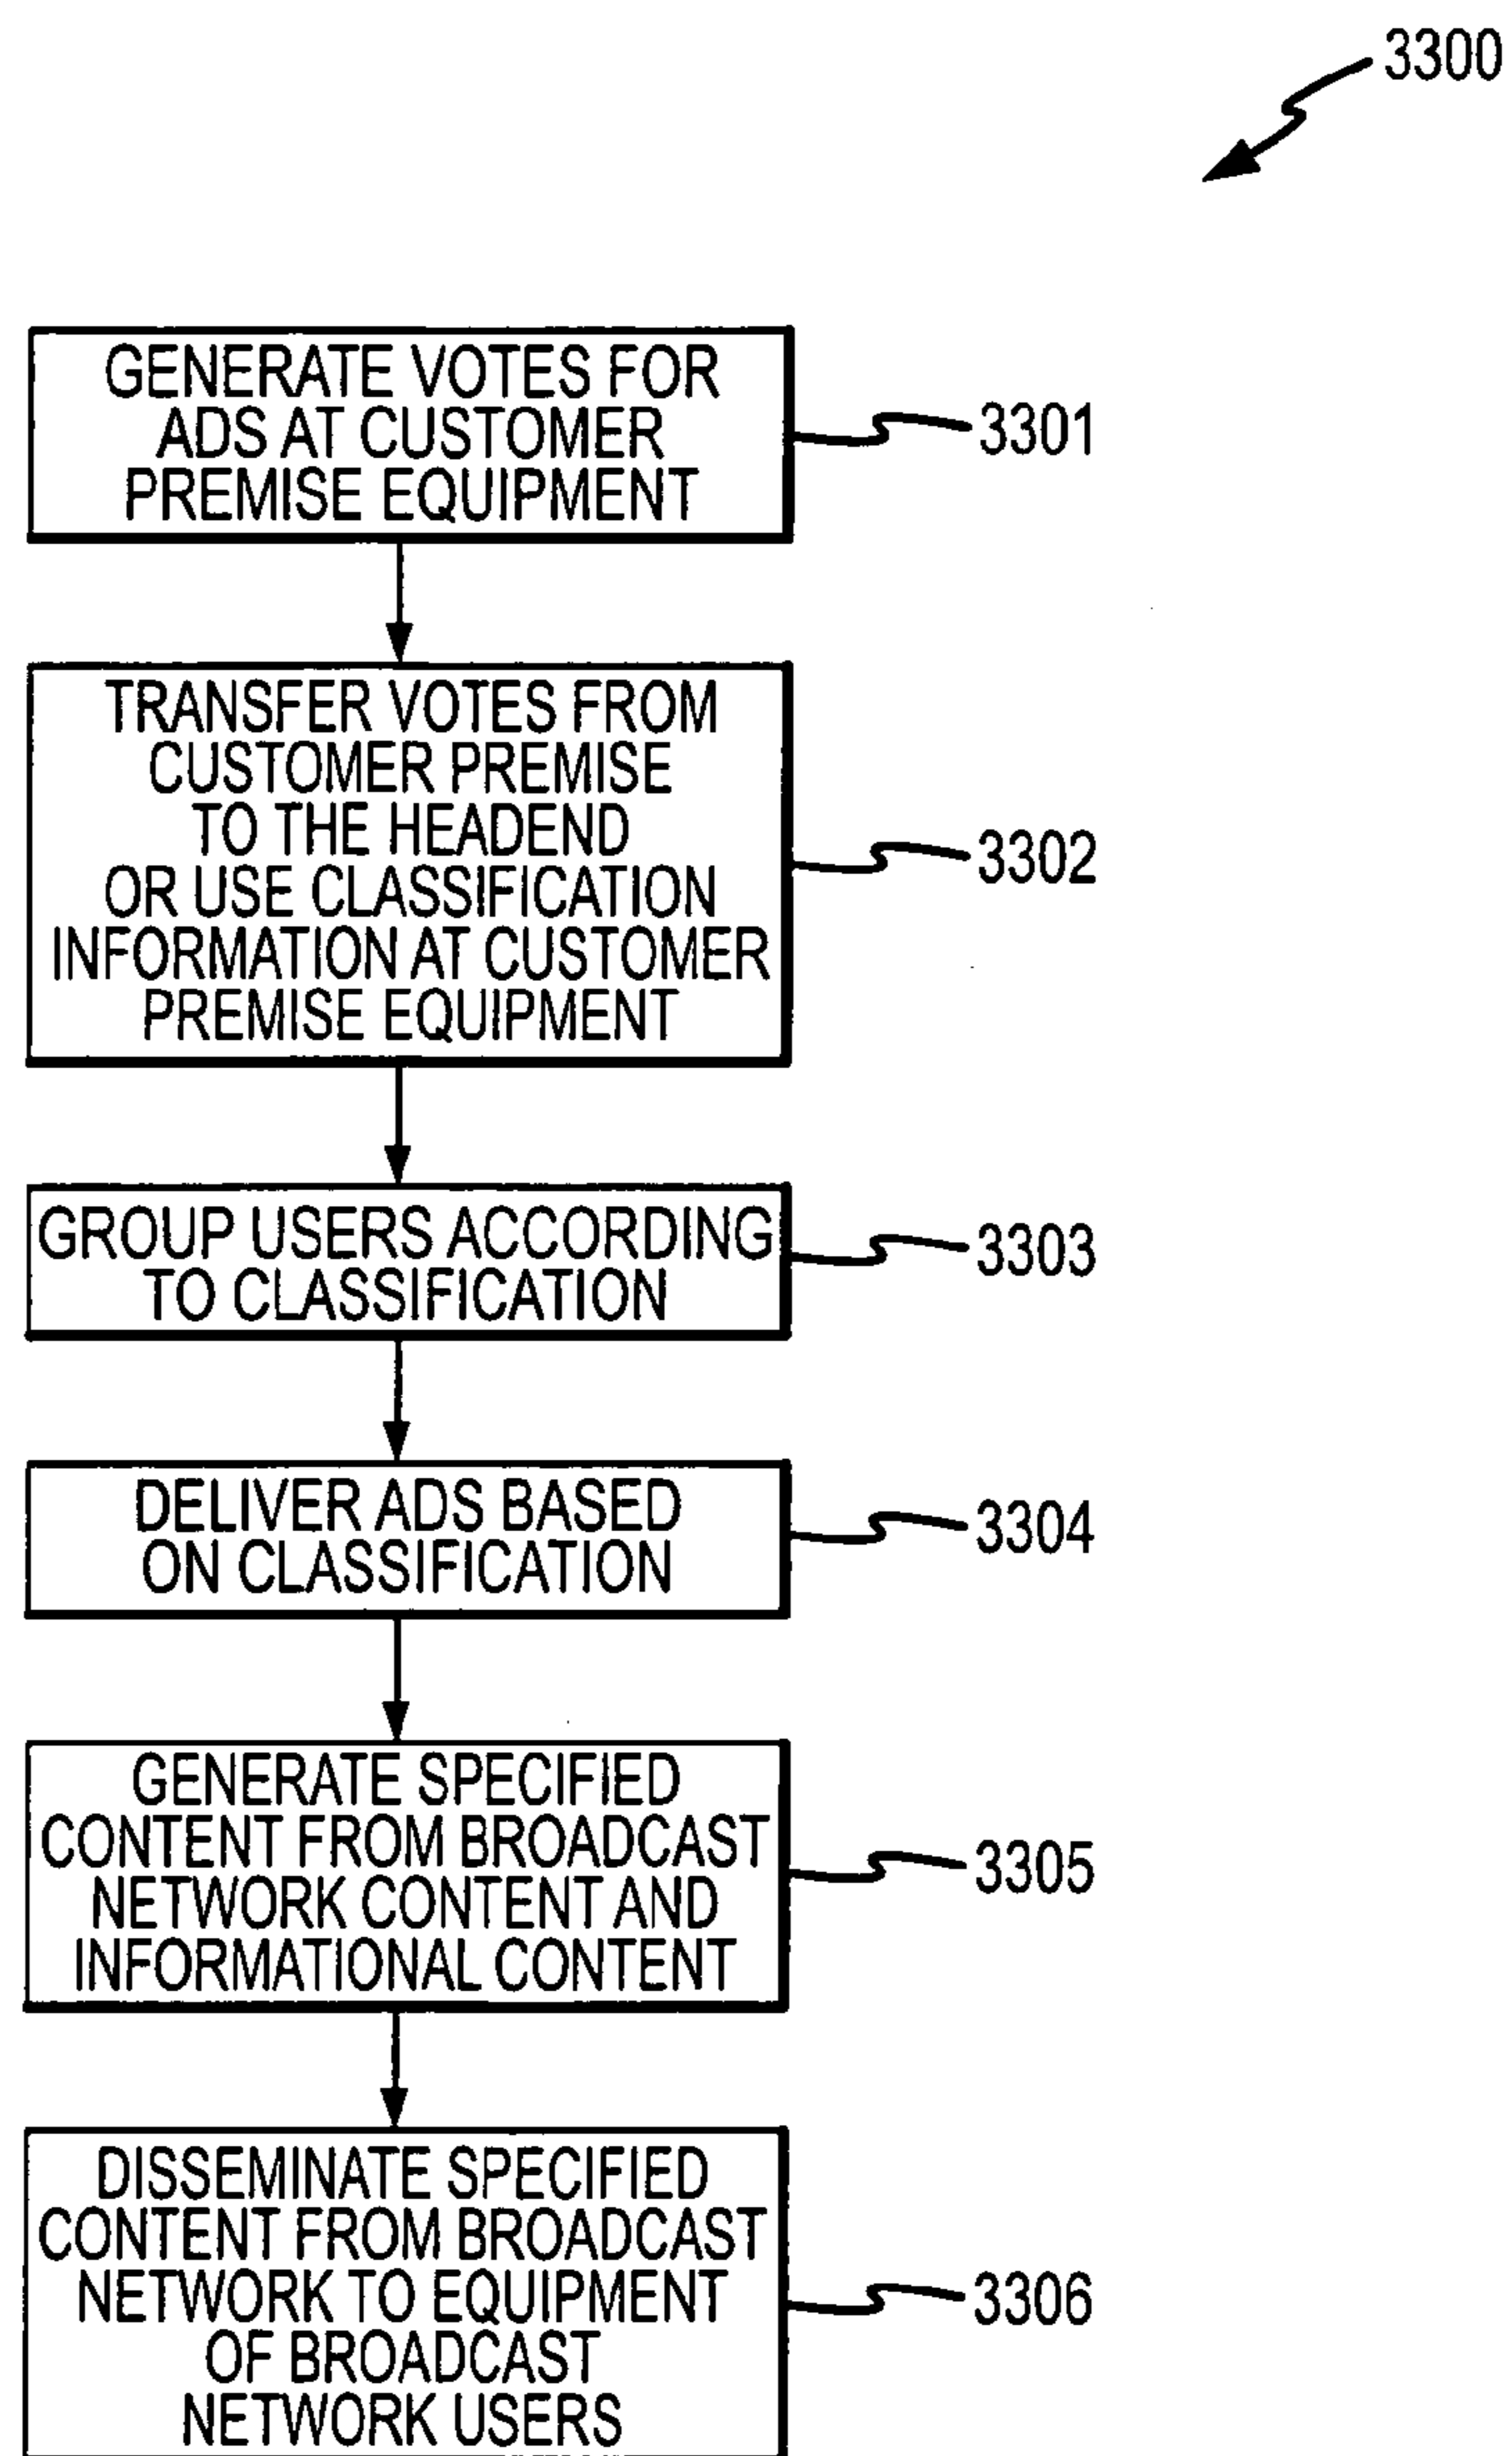 3300
GENERATE VOTES FOR
ADS AT CUSTOMER
PREMISE EQUIPMENT
3301
TRANSFER VOTES FROM
CUSTOMER PREMISE
TO THE HEADEND
OR USE CLASSIFICATION
INFORMATION AT CUSTOMER
PREMISE EQUIPMENT
3302
GROUP USERS ACCORDING
TO CLASSIFICATION
3303
DELIVER ADS BASED
ON CLASSIFICATION
3304
GENERATE SPECIFIED
CONTENT FROM BROADCAST
NETWORK CONTENT AND
INFORMATIONAL CONTENT
3305
DISSEMINATE SPECIFIED
CONTENT FROM BROADCAST
NETWORK TO EQUIPMENT
OF BROADCAST
NETWORK USERS
3306